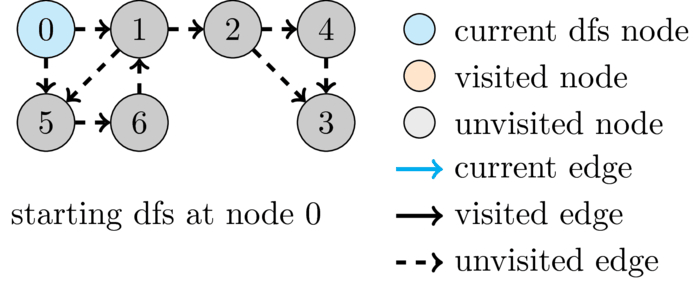 0 1 2 4
5 6 3
starting dfs at node 0
current dfs node
visited node
unvisited node
current edge
visited edge
unvisited edge